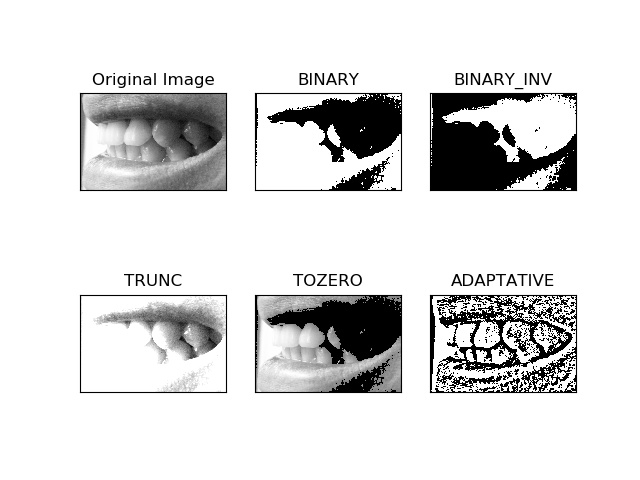 Original Image
BINARY
BINARY_INV
TRUNC
TOZERO
ADAPTATIVE